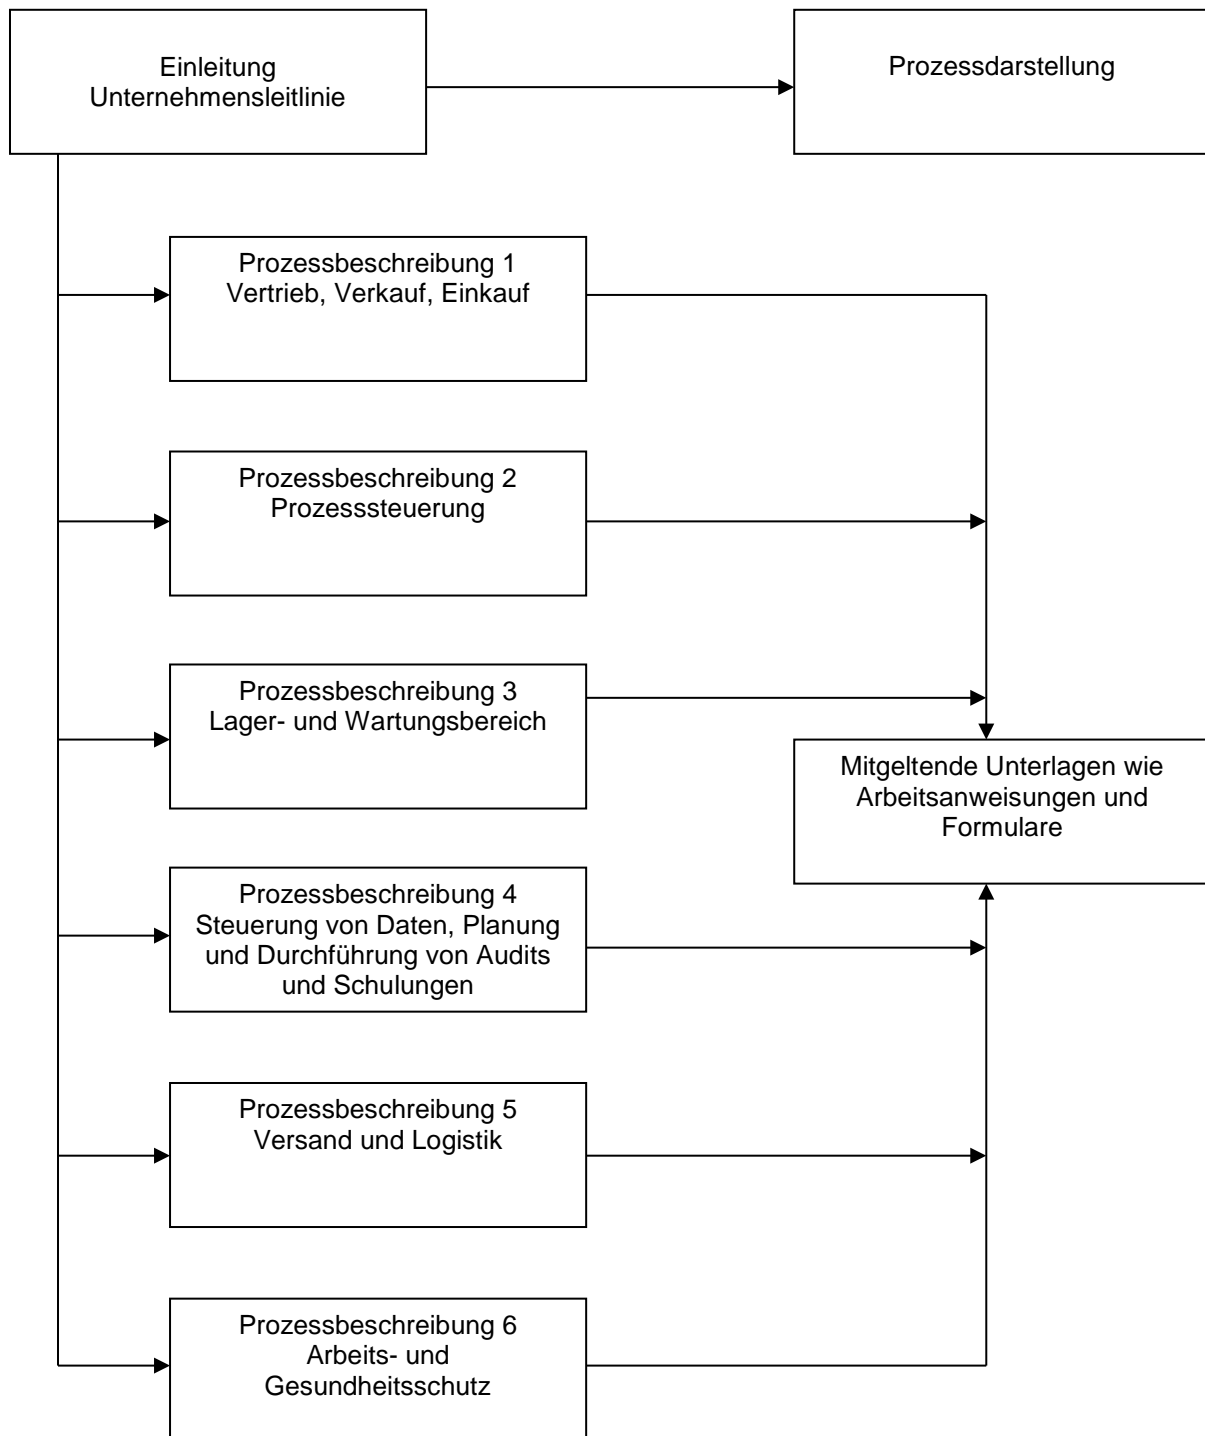 Einleitung
Unternehmensleitlinie
Prozessdarstellung
Prozessbeschreibung 1
Vertrieb, Verkauf, Einkauf
Prozessbeschreibung 2
Prozesssteuerung
Prozessbeschreibung 3
Lager- und Wartungsbereich
Mitgeltende Unterlagen wie
Arbeitsanweisungen und
Formulare
Prozessbeschreibung 4
Steuerung von Daten, Planung
und Durchführung von Audits
und Schulungen
Prozessbeschreibung 5
Versand und Logistik
Prozessbeschreibung 6
Arbeits- und
Gesundheitsschutz